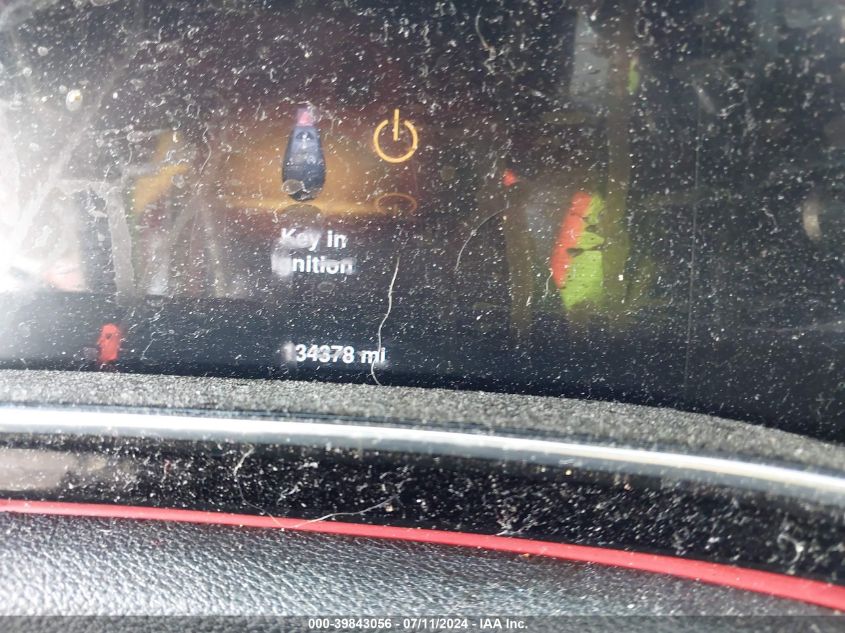 Key in
Ignition
134378 mi
000-39843056 - 07/11/2024 - IAA Inc.